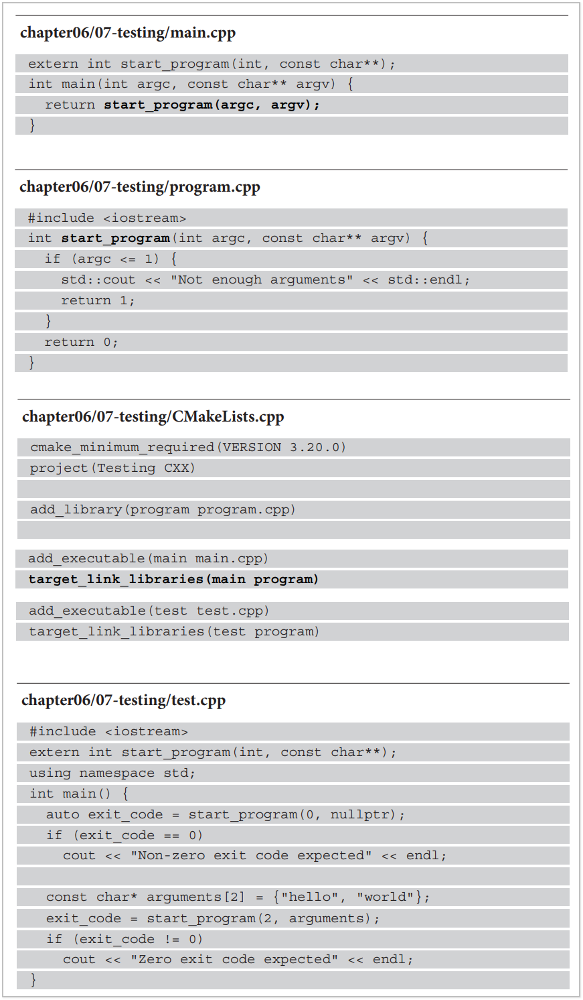 chapter06/07-testing/main.cpp
extern int start_program(int, const char**);
int main(int argc, const char** argv) {
  return start_program(argc, argv);
}
chapter06/07-testing/program.cpp
#include <iostream>
int start_program(int argc, const char** argv) {
  if (argc <= 1) {
    std::cout << "Not enough arguments" << std::endl;
    return 1;
  }
  return 0;
}
chapter06/07-testing/CMakeLists.cpp
cmake_minimum_required(VERSION 3.20.0)
project(Testing CXX)
add_library(program program.cpp)
add_executable(main main.cpp)
target_link_libraries(main program)
add_executable(test test.cpp)
target_link_libraries(test program)
chapter06/07-testing/test.cpp
#include <iostream>
extern int start_program(int, const char**);
using namespace std;
int main() {
  auto exit_code = start_program(0, nullptr);
  if (exit_code == 0)
    cout << "Non-zero exit code expected" << endl;
  const char* arguments[2] = {"hello", "world"};
  exit_code = start_program(2, arguments);
  if (exit_code != 0)
    cout << "Zero exit code expected" << endl;
}